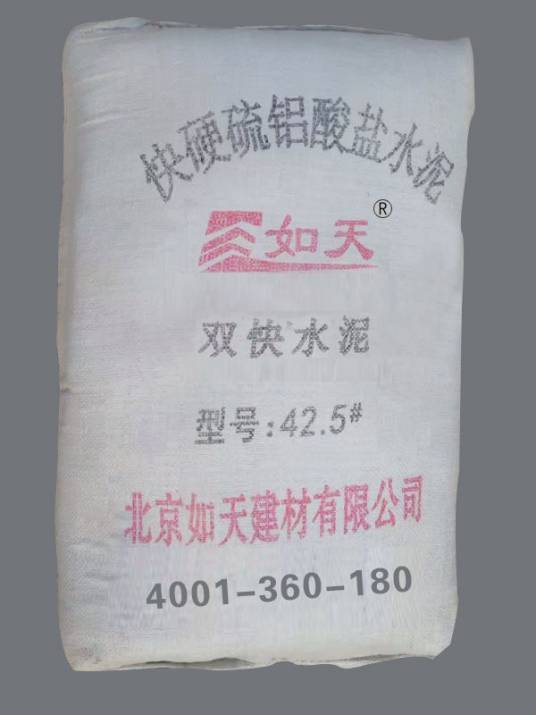 快硬硫铝酸盐水泥
如天®
双快水泥
型号:42.5#
北京如天建材有限公司
4001-360-180